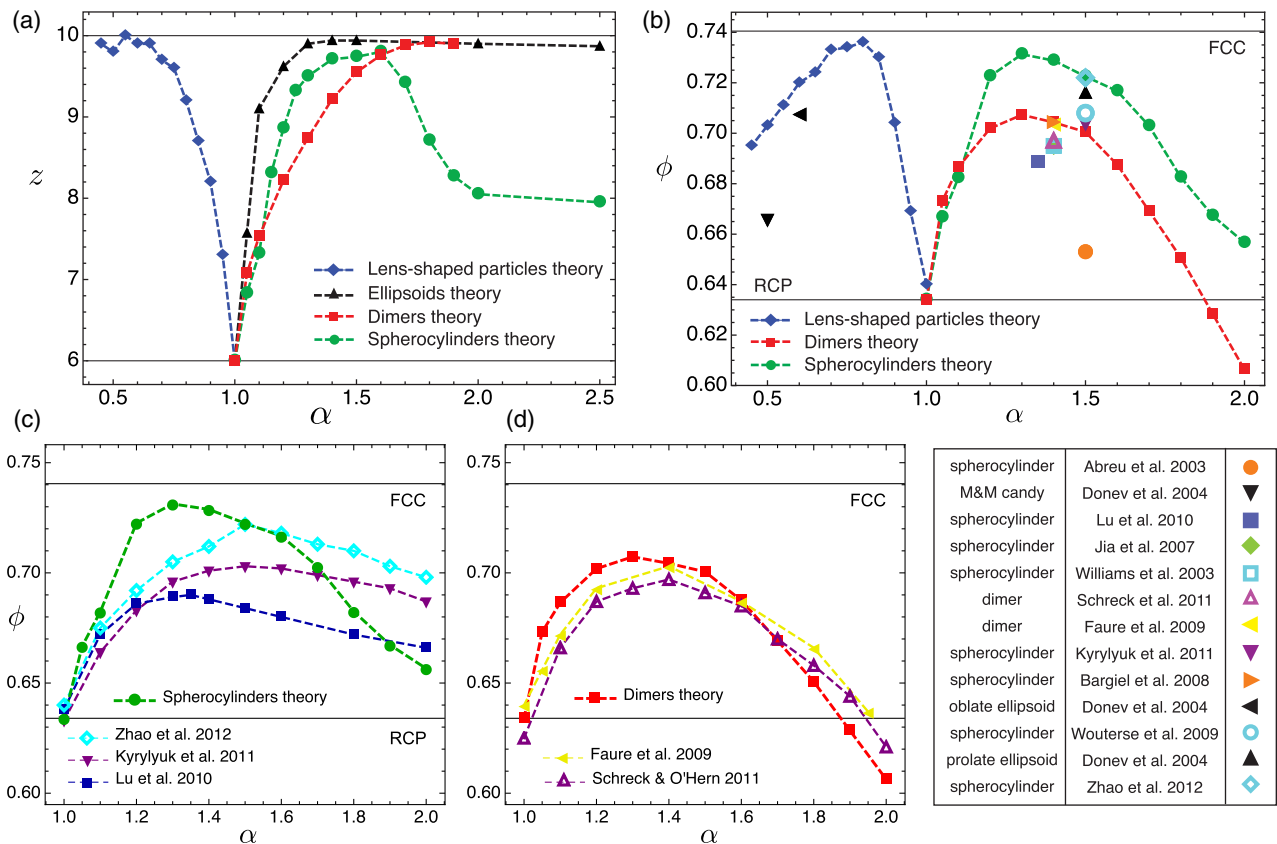 (a)
10
9
8
7
6
z
0.5
1.0
1.5
2.0
2.5
α
Lens-shaped particles theory
Ellipsoids theory
Dimers theory
Spherocylinders theory
(b)
0.74
0.72
0.70
0.68
0.66
0.64
0.62
0.60
ϕ
FCC
RCP
Lens-shaped particles theory
Dimers theory
Spherocylinders theory
0.5
1.0
1.5
2.0
α
(c)
0.75
0.70
0.65
0.60
ϕ
FCC
Spherocylinders theory
RCP
Zhao et al. 2012
Kyrylyuk et al. 2011
Lu et al. 2010
1.0
1.2
1.4
1.6
1.8
2.0
α
(d)
0.75
0.70
0.65
0.60
FCC
Dimers theory
Faure et al. 2009
Schreck & O'Hern 2011
1.0
1.2
1.4
1.6
1.8
2.0
α
spherocylinder Abreu et al. 2003
M&M candy Donev et al. 2004
spherocylinder Lu et al. 2010
spherocylinder Jia et al. 2007
spherocylinder Williams et al. 2003
dimer Schreck et al. 2011
dimer Faure et al. 2009
spherocylinder Kyrylyuk et al. 2011
spherocylinder Bargiel et al. 2008
oblate ellipsoid Donev et al. 2004
spherocylinder Wouterse et al. 2009
prolate ellipsoid Donev et al. 2004
spherocylinder Zhao et al. 2012